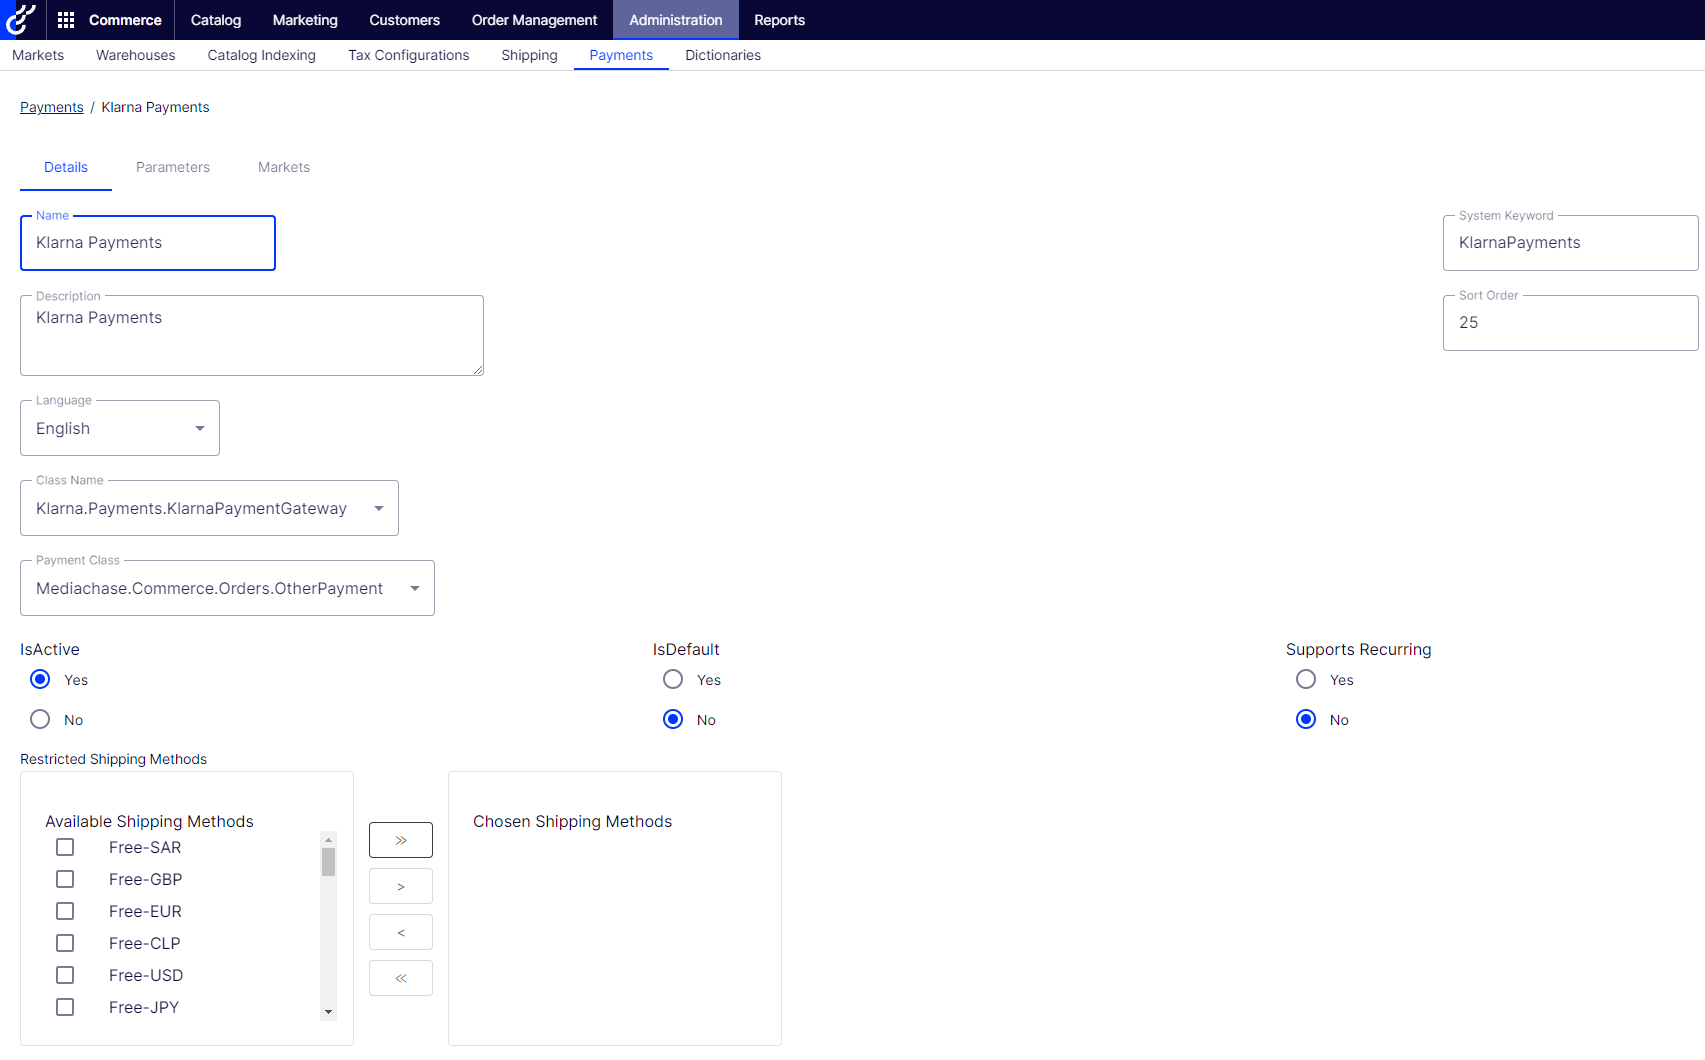 Commerce Catalog Marketing Customers Order Management Administration Reports
Markets Warehouses Catalog Indexing Tax Configurations Shipping Payments Dictionaries
Payments / Klarna Payments
Details Parameters Markets
Name
Klarna Payments
System Keyword
KlarnaPayments
Description
Klarna Payments
Sort Order
25
Language
English
Class Name
Klarna.Payments.KlarnaPaymentGateway
Payment Class
Mediachase.Commerce.Orders.OtherPayment
IsActive IsDefault Supports Recurring
Yes Yes Yes
No No No
Restricted Shipping Methods
Available Shipping Methods
Free-SAR
Free-GBP
Free-EUR
Free-CLP
Free-USD
Free-JPY
>>
>
<
<<
Chosen Shipping Methods